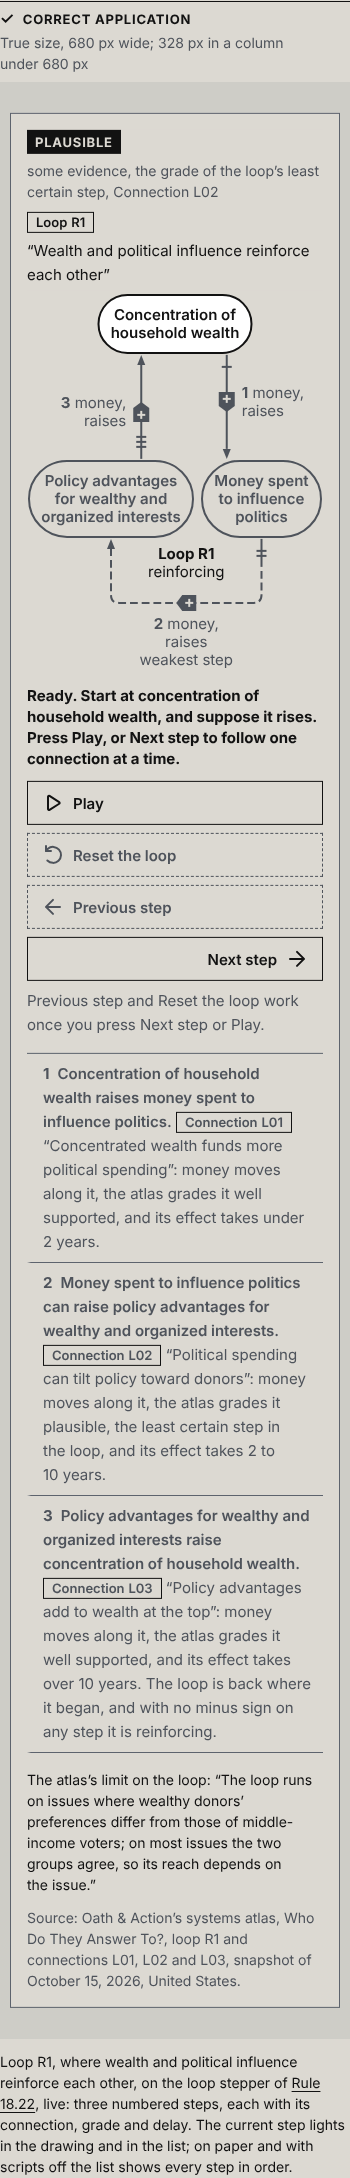 CORRECT APPLICATION
True size, 680 px wide; 328 px in a column
under 680 px
PLAUSIBLE
some evidence, the grade of the loop’s least
certain step, Connection L02
Loop R1
“Wealth and political influence reinforce
each other”
Concentration of
household wealth
3 money,
raises
1 money,
raises
Policy advantages
for wealthy and
organized interests
Money spent
to influence
politics
Loop R1
reinforcing
2 money,
raises
weakest step
Ready. Start at concentration of
household wealth, and suppose it rises.
Press Play, or Next step to follow one
connection at a time.
Play
Reset the loop
Previous step
Next step
Previous step and Reset the loop work
once you press Next step or Play.
1 Concentration of household
wealth raises money spent to
influence politics. Connection L01
“Concentrated wealth funds more
political spending”: money moves
along it, the atlas grades it well
supported, and its effect takes under
2 years.
2 Money spent to influence politics
can raise policy advantages for
wealthy and organized interests.
Connection L02 “Political spending
can tilt policy toward donors”: money
moves along it, the atlas grades it
plausible, the least certain step in
the loop, and its effect takes 2 to
10 years.
3 Policy advantages for wealthy and
organized interests raise
concentration of household wealth.
Connection L03 “Policy advantages
add to wealth at the top”: money
moves along it, the atlas grades it
well supported, and its effect takes
over 10 years. The loop is back where
it began, and with no minus sign on
any step it is reinforcing.
The atlas’s limit on the loop: “The loop runs
on issues where wealthy donors’
preferences differ from those of middle-
income voters; on most issues the two
groups agree, so its reach depends on
the issue.”
Source: Oath & Action’s systems atlas, Who
Do They Answer To?, loop R1 and
connections L01, L02 and L03, snapshot of
October 15, 2026, United States.
Loop R1, where wealth and political influence
reinforce each other, on the loop stepper of Rule
18.22, live: three numbered steps, each with its
connection, grade and delay. The current step lights
in the drawing and in the list; on paper and with
scripts off the list shows every step in order.